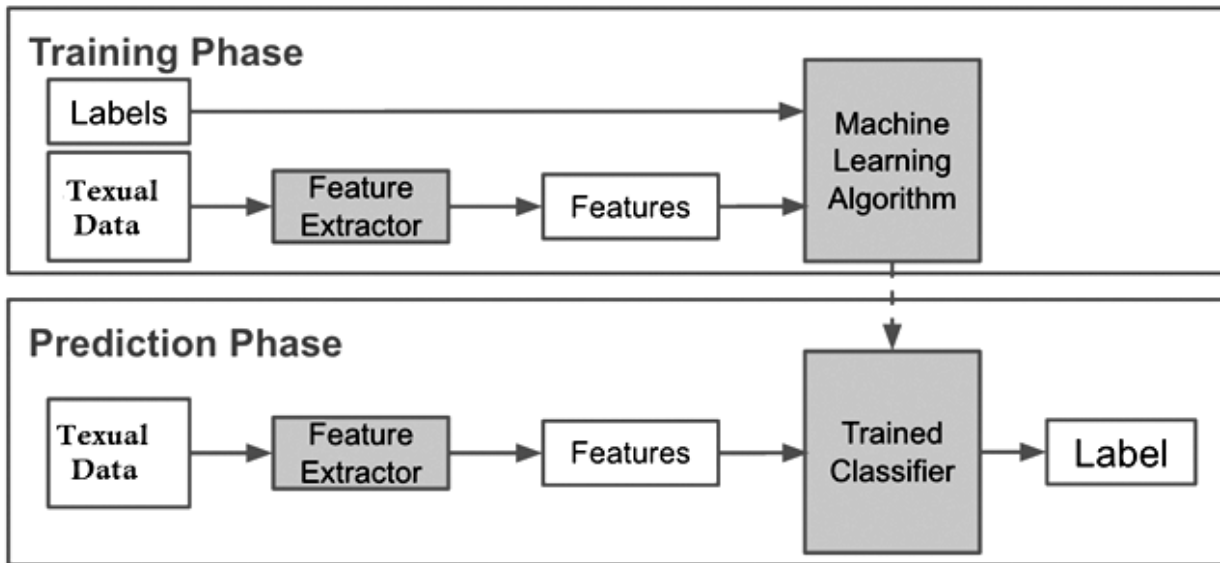 Training Phase
Labels
Texual
Data
Feature
Extractor
Features
Machine
Learning
Algorithm
Prediction Phase
Texual
Data
Feature
Extractor
Features
Trained
Classifier
Label